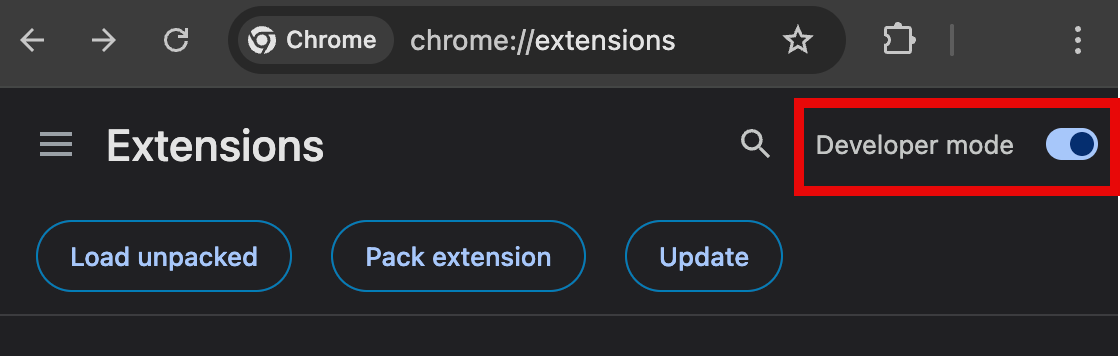 Chrome chrome://extensions
Extensions Developer mode
Load unpacked Pack extension Update